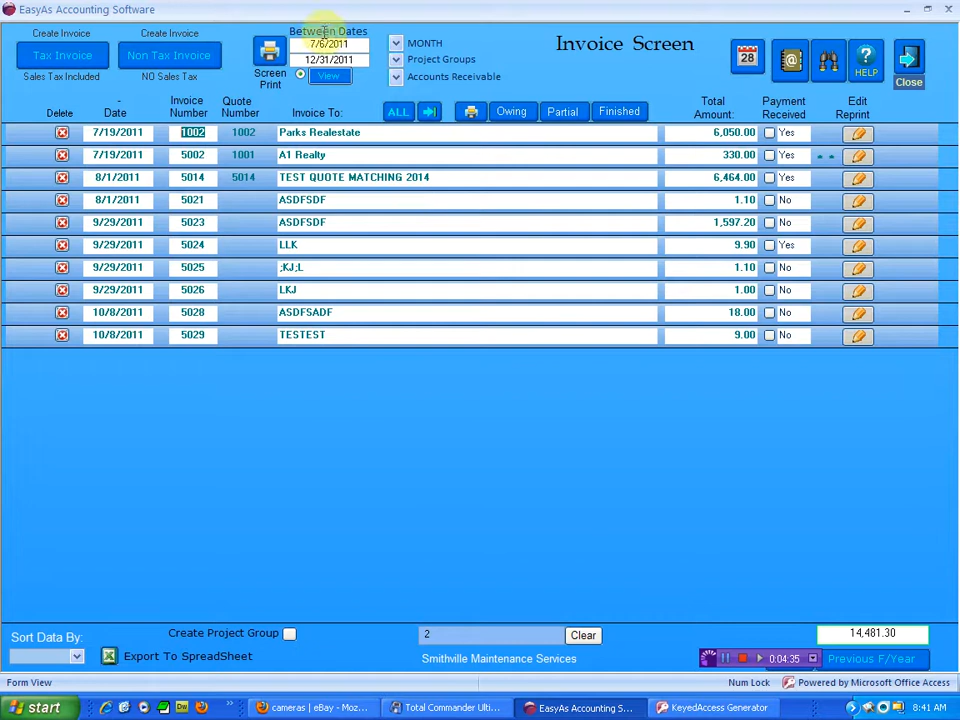 EasyAs Accounting Software
Create Invoice
Tax Invoice
Sales Tax Included
Create Invoice
Non Tax Invoice
NO Sales Tax
Screen Print
Between Dates
7/6/2011
12/31/2011
View
MONTH
Project Groups
Accounts Receivable
Invoice Screen
28
HELP
Close
Delete
- Date
Invoice Number
Quote Number
Invoice To:
ALL
Owing
Partial
Finished
Total Amount:
Payment Received
Edit Reprint
7/19/2011 1002 1002 Parks Realestate 6,050.00 Yes
7/19/2011 5002 1001 A1 Realty 330.00 Yes
8/1/2011 5014 5014 TEST QUOTE MATCHING 2014 6,464.00 Yes
8/1/2011 5021 ASDFSDF 1.10 No
9/29/2011 5023 ASDFSDF 1,597.20 No
9/29/2011 5024 LLK 9.90 Yes
9/29/2011 5025 ;KJ;L 1.10 No
9/29/2011 5026 LKJ 1.00 No
10/8/2011 5028 ASDFSADF 18.00 No
10/8/2011 5029 TESTEST 9.00 No
Sort Data By:
Create Project Group
Export To SpreadSheet
2
Clear
Smithville Maintenance Services
14,481.30
0:04:35
Previous F/Year
Form View
Num Lock
Powered by Microsoft Office Access
start
Dw
cameras | eBay - Moz...
Total Commander Ulti...
EasyAs Accounting S...
KeyedAccess Generator
8:41 AM